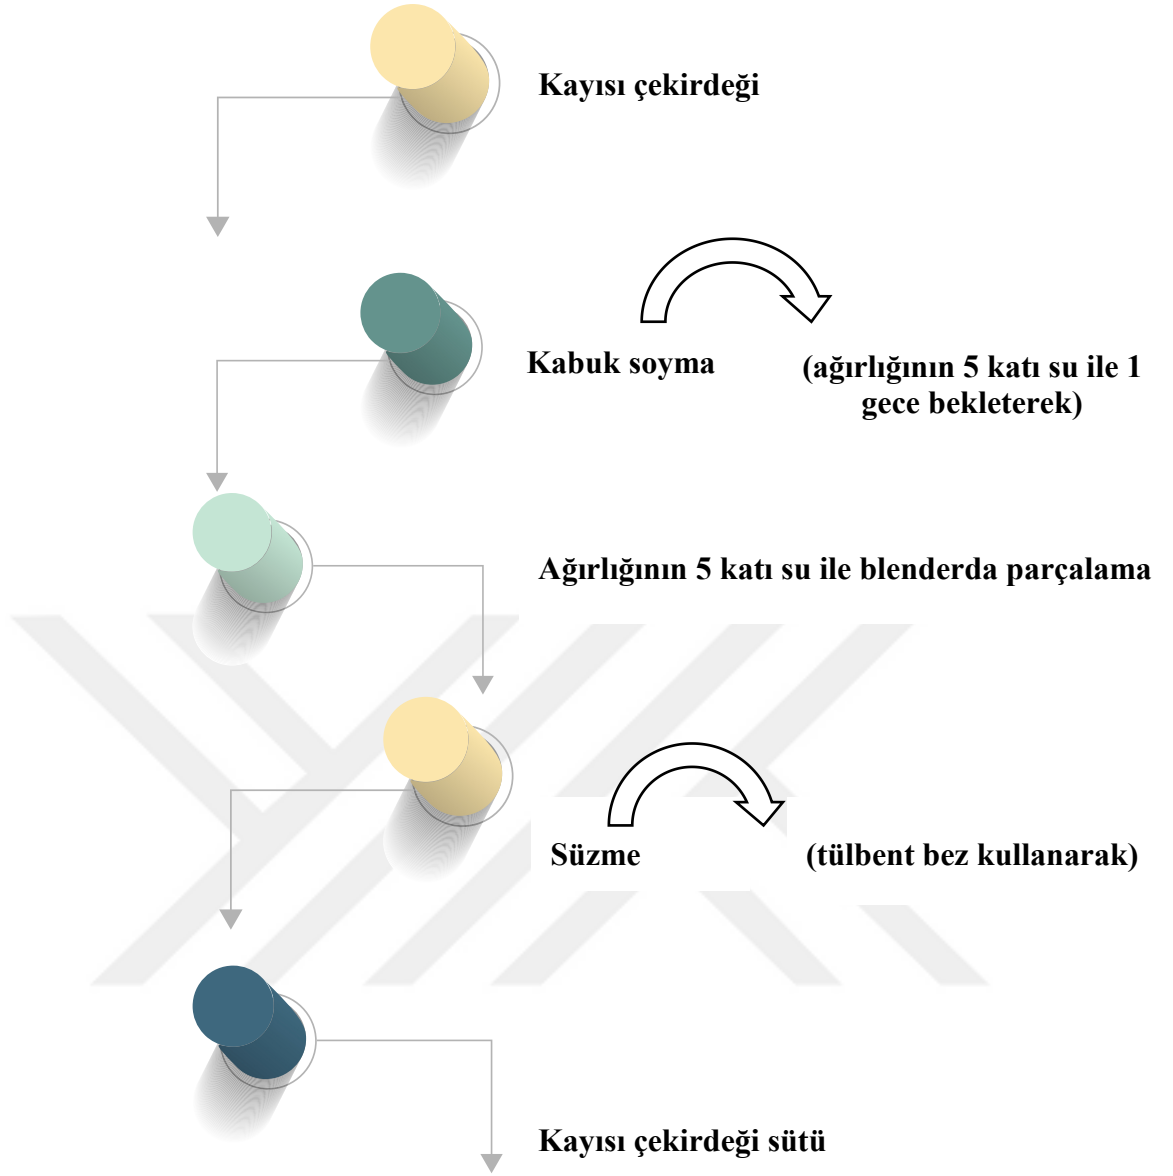 Kayısı çekirdeği
Kabuk soyma
(ağırlığının 5 katı su ile 1
gece bekleterek)
Ağırlığının 5 katı su ile blenderda parçalama
Süzme
(tülbent bez kullanarak)
Kayısı çekirdeği sütü